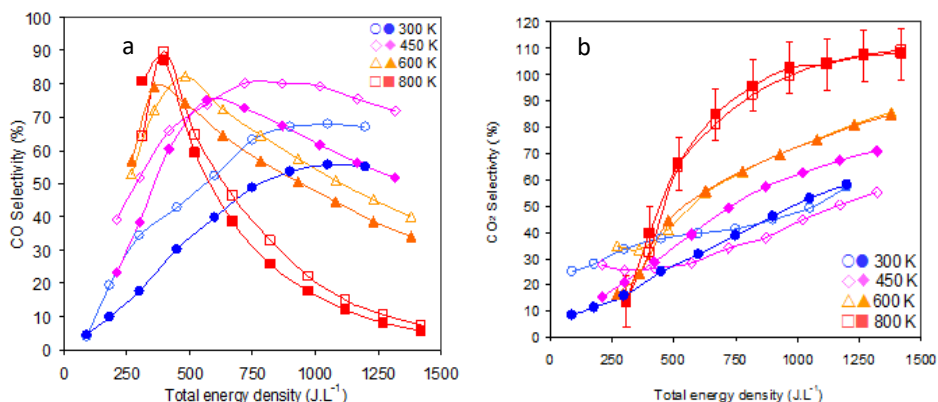 a
CO Selectivity (%)
100
90
80
70
60
50
40
30
20
10
0
0 250 500 750 1000 1250 1500
Total energy density (J.L⁻¹)
300 K
450 K
600 K
800 K
b
CO₂ Selectivity (%)
120
110
100
90
80
70
60
50
40
30
20
10
0
0 250 500 750 1000 1250 1500
Total energy density (J.L⁻¹)
300 K
450 K
600 K
800 K